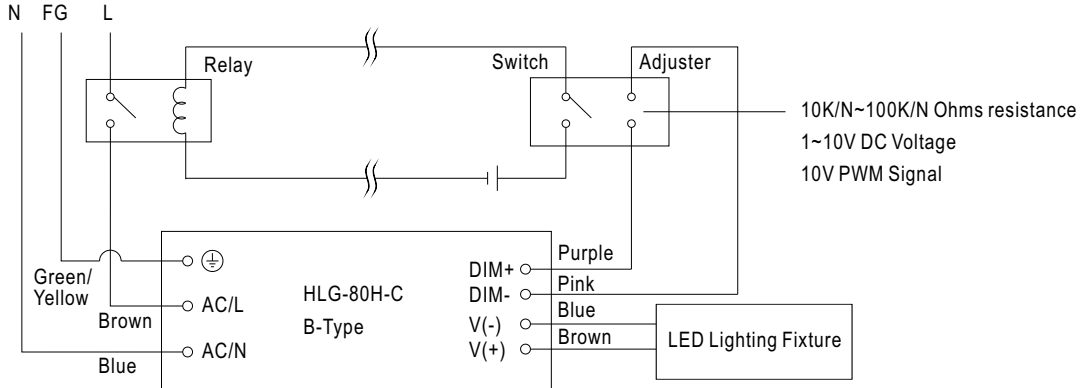 N FG L
Relay
Switch
Adjuster
10K/N~100K/N Ohms resistance
1~10V DC Voltage
10V PWM Signal
Green/
Yellow
Brown
Blue
AC/L
AC/N
HLG-80H-C
B-Type
DIM+
DIM-
V(-)
V(+)
Purple
Pink
Blue
Brown
LED Lighting Fixture